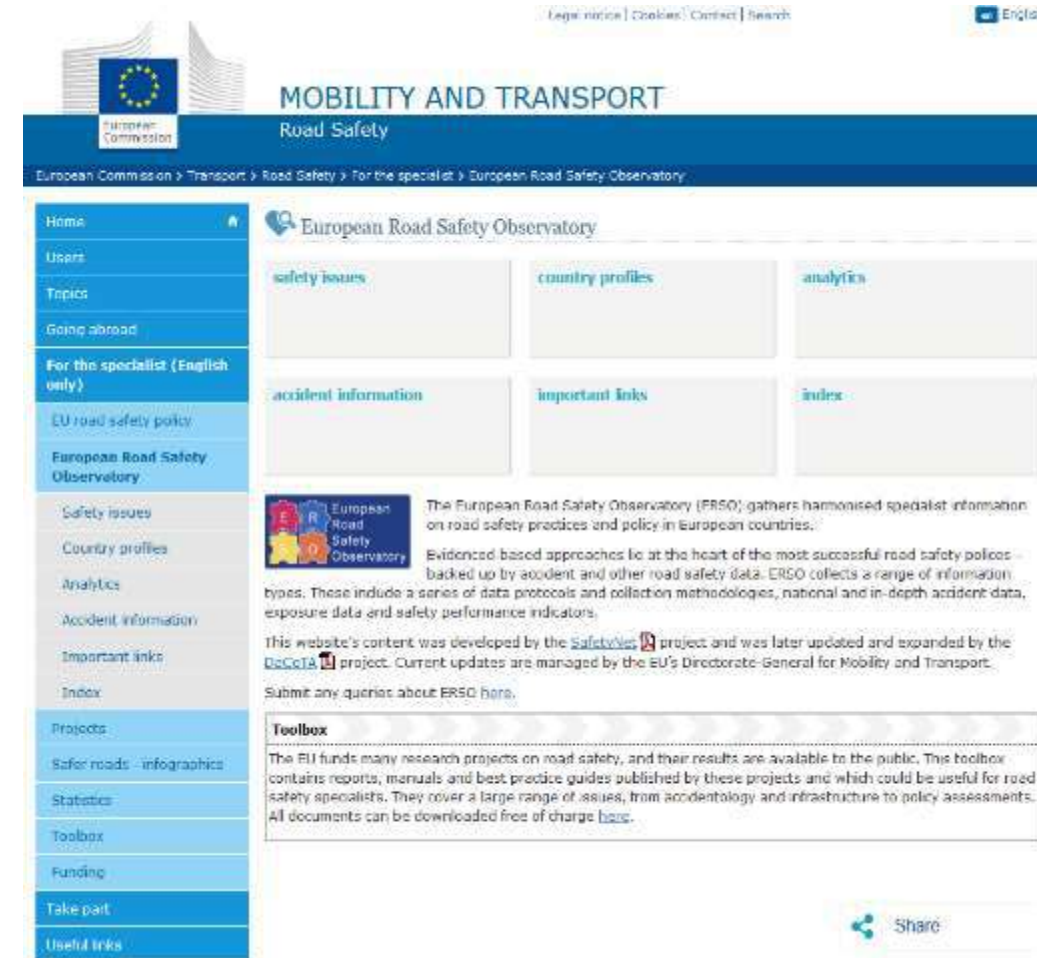 Legal notice | Cookies | Contact | Search
en Englis
MOBILITY AND TRANSPORT
European
Commission
Road Safety
European Commission > Transport > Road Safety > For the specialist > European Road Safety Observatory
Home
Users
Topics
Going abroad
For the specialist (English
only)
EU road safety policy
European Road Safety
Observatory
Safety issues
Country profiles
Analytics
Accident information
Important links
Index
Projects
Safer roads - infographics
Statistics
Toolbox
Funding
Take part
Useful links
European Road Safety Observatory
safety issues
country profiles
analytics
accident information
important links
index
E R
S O
European
Road
Safety
Observatory
The European Road Safety Observatory (ERSO) gathers harmonised specialist information
on road safety practices and policy in European countries.
Evidenced based approaches lie at the heart of the most successful road safety polices -
backed up by accident and other road safety data. ERSO collects a range of information
types. These include a series of data protocols and collection methodologies, national and in-depth accident data,
exposure data and safety performance indicators.
This website's content was developed by the SafetyNet project and was later updated and expanded by the
DaCoTA project. Current updates are managed by the EU's Directorate-General for Mobility and Transport.
Submit any queries about ERSO here.
Toolbox
The EU funds many research projects on road safety, and their results are available to the public. This toolbox
contains reports, manuals and best practice guides published by these projects and which could be useful for road
safety specialists. They cover a large range of issues, from accidentology and infrastructure to policy assessments.
All documents can be downloaded free of charge here.
Share